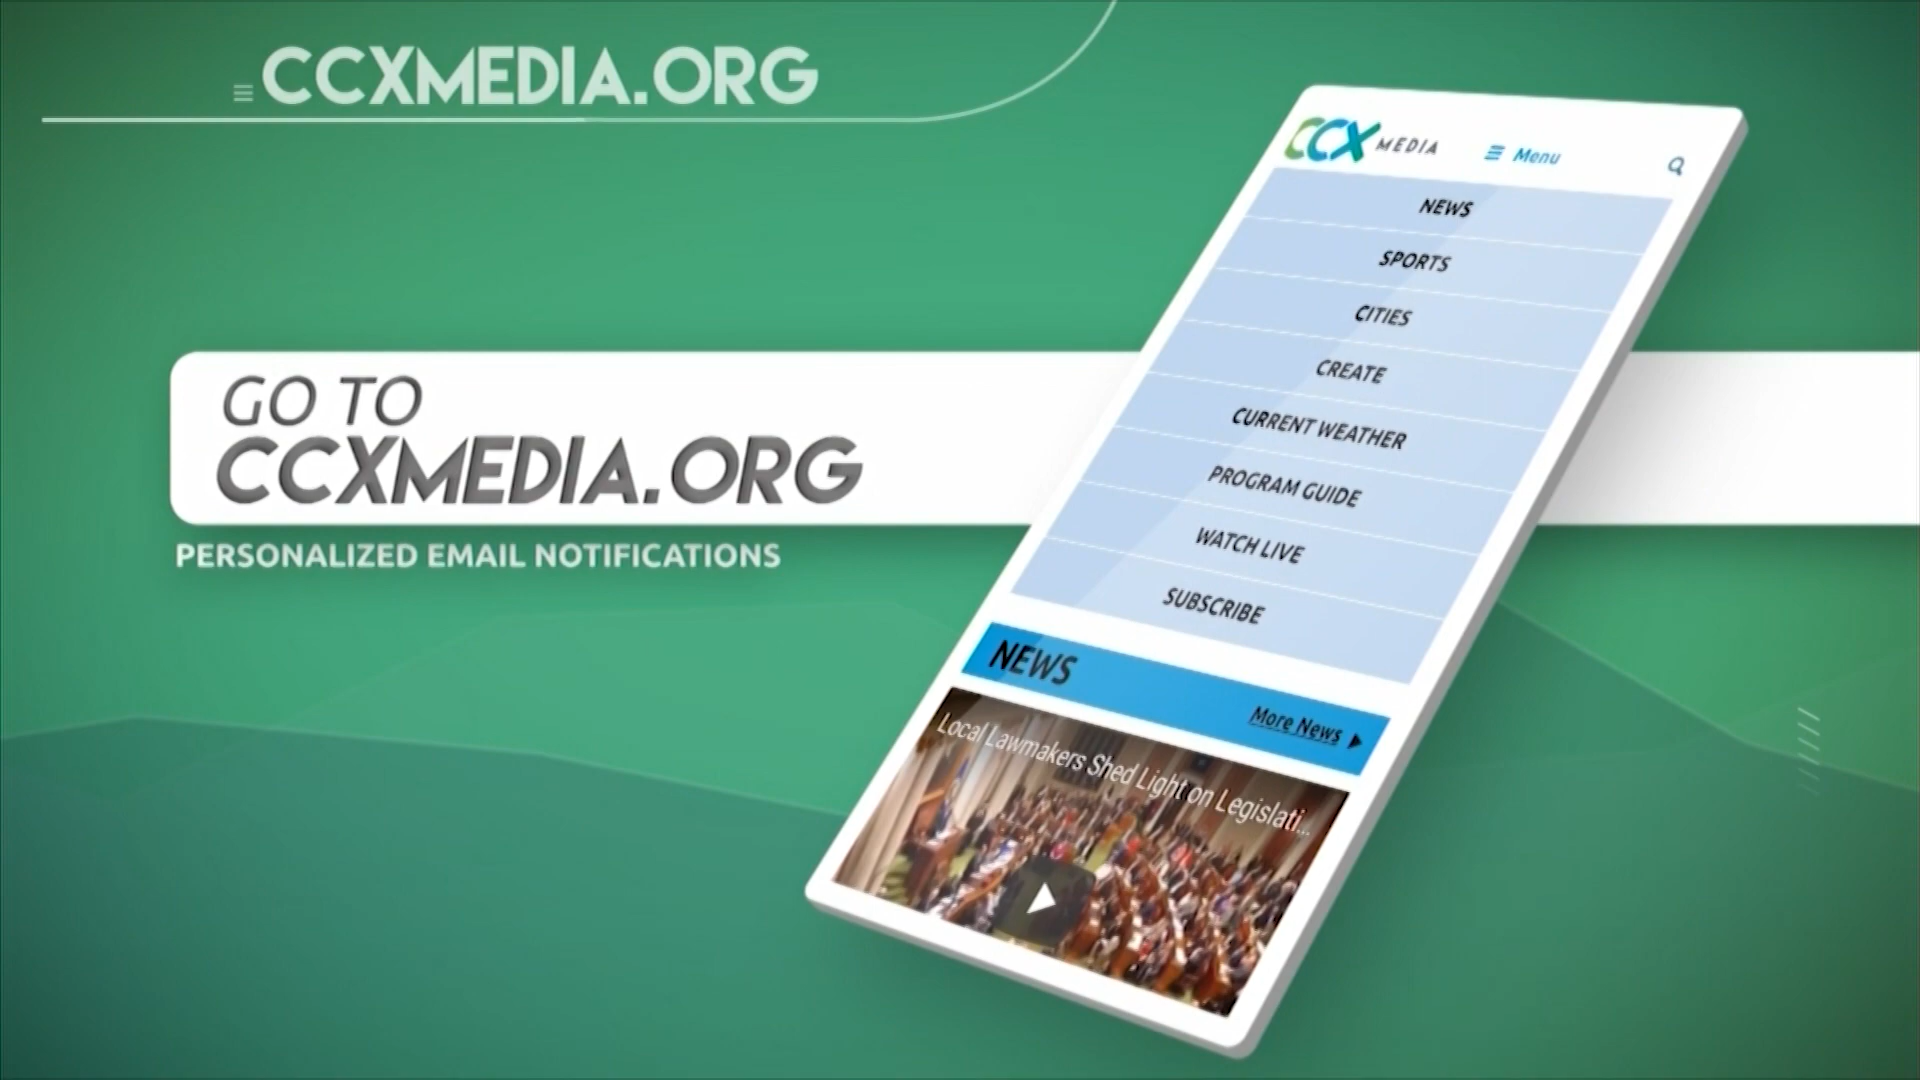 CCXMEDIA.ORG
GO TO
CCXMEDIA.ORG
PERSONALIZED EMAIL NOTIFICATIONS
CCX MEDIA
Menu
NEWS
SPORTS
CITIES
CREATE
CURRENT WEATHER
PROGRAM GUIDE
WATCH LIVE
SUBSCRIBE
NEWS
More News
Local Lawmakers Shed Light on Legislati...